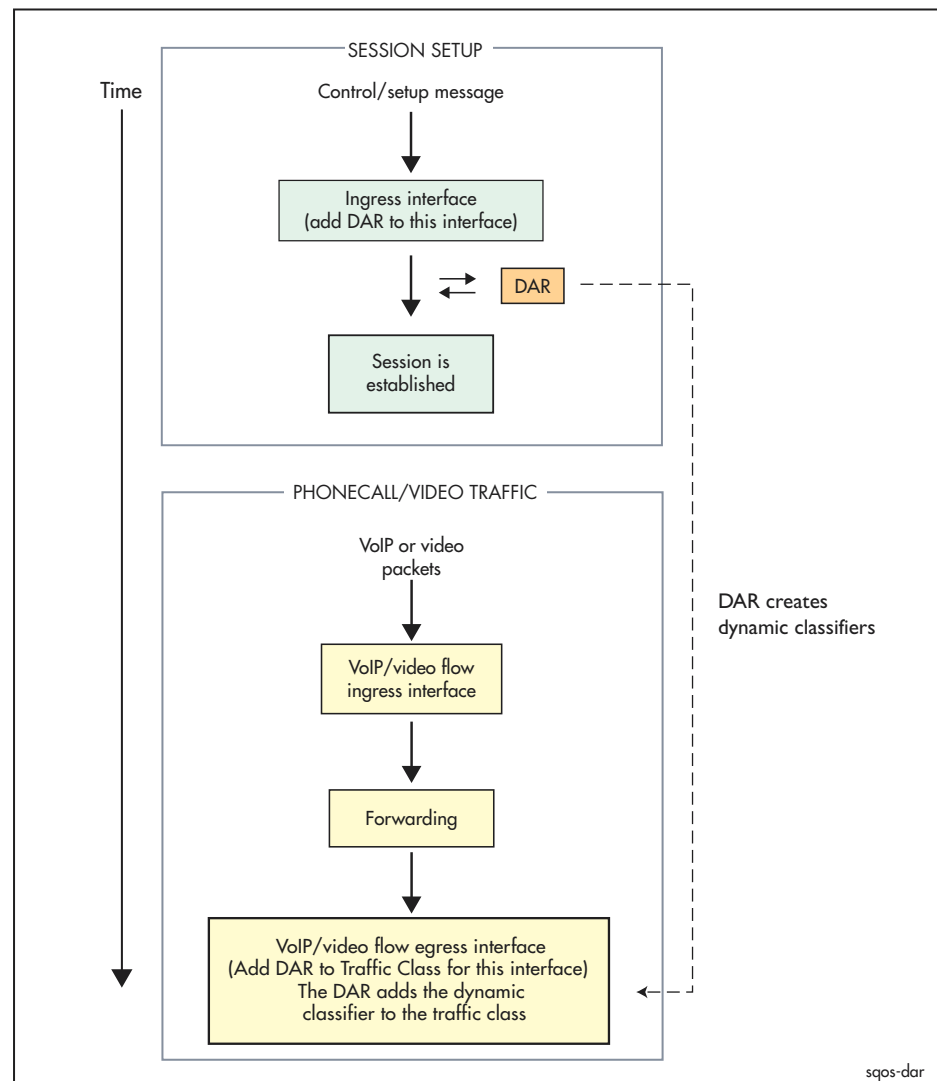 SESSION SETUP
Time
Control/setup message
Ingress interface
(add DAR to this interface)
DAR
Session is
established
PHONECALL/VIDEO TRAFFIC
VoIP or video
packets
DAR creates
dynamic classifiers
VoIP/video flow
ingress interface
Forwarding
VoIP/video flow egress interface
(Add DAR to Traffic Class for this interface)
The DAR adds the dynamic
classifier to the traffic class
sqos-dar